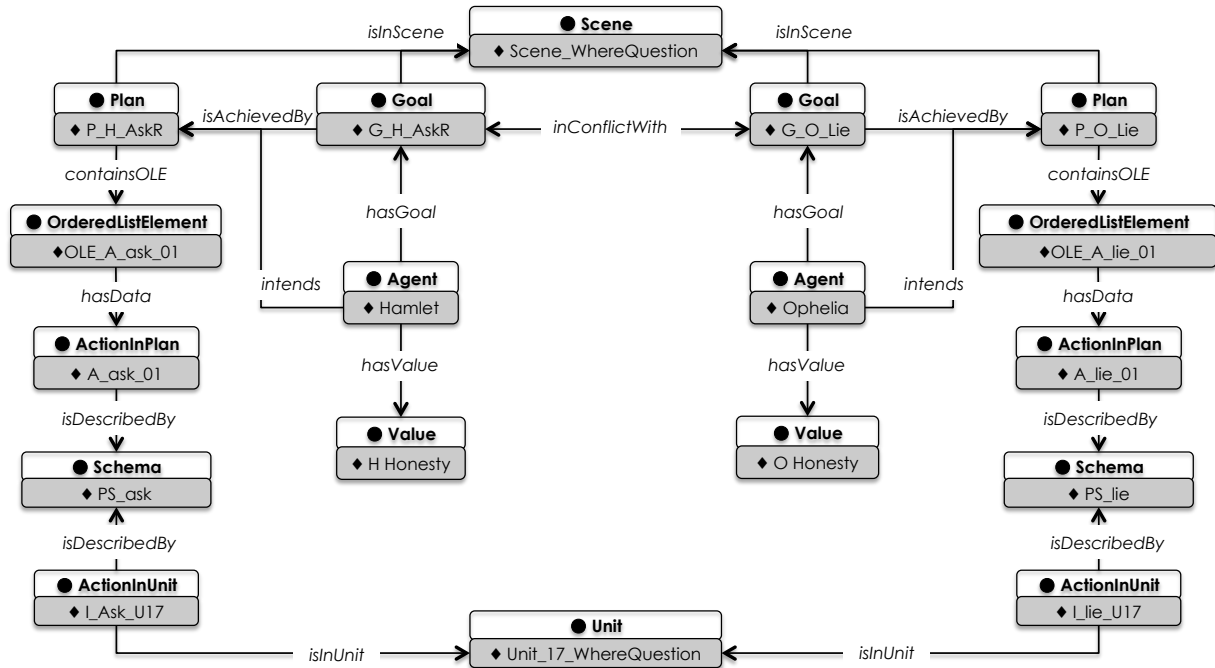 ● Scene
♦ Scene_WhereQuestion
isInScene
isInScene
● Plan
♦ P_H_AskR
● Goal
♦ G_H_AskR
● Goal
♦ G_O_Lie
● Plan
♦ P_O_Lie
isAchievedBy
inConflictWith
isAchievedBy
containsOLE
containsOLE
● OrderedListElement
♦OLE_A_ask_01
hasGoal
hasGoal
● OrderedListElement
♦OLE_A_lie_01
hasData
intends
● Agent
♦ Hamlet
● Agent
♦ Ophelia
intends
hasData
● ActionInPlan
♦ A_ask_01
hasValue
hasValue
● ActionInPlan
♦ A_lie_01
isDescribedBy
isDescribedBy
● Value
♦ H Honesty
● Value
♦ O Honesty
● Schema
♦ PS_ask
● Schema
♦ PS_lie
isDescribedBy
isDescribedBy
● ActionInUnit
♦ I_Ask_U17
● ActionInUnit
♦ I_lie_U17
● Unit
♦ Unit_17_WhereQuestion
isInUnit
isInUnit